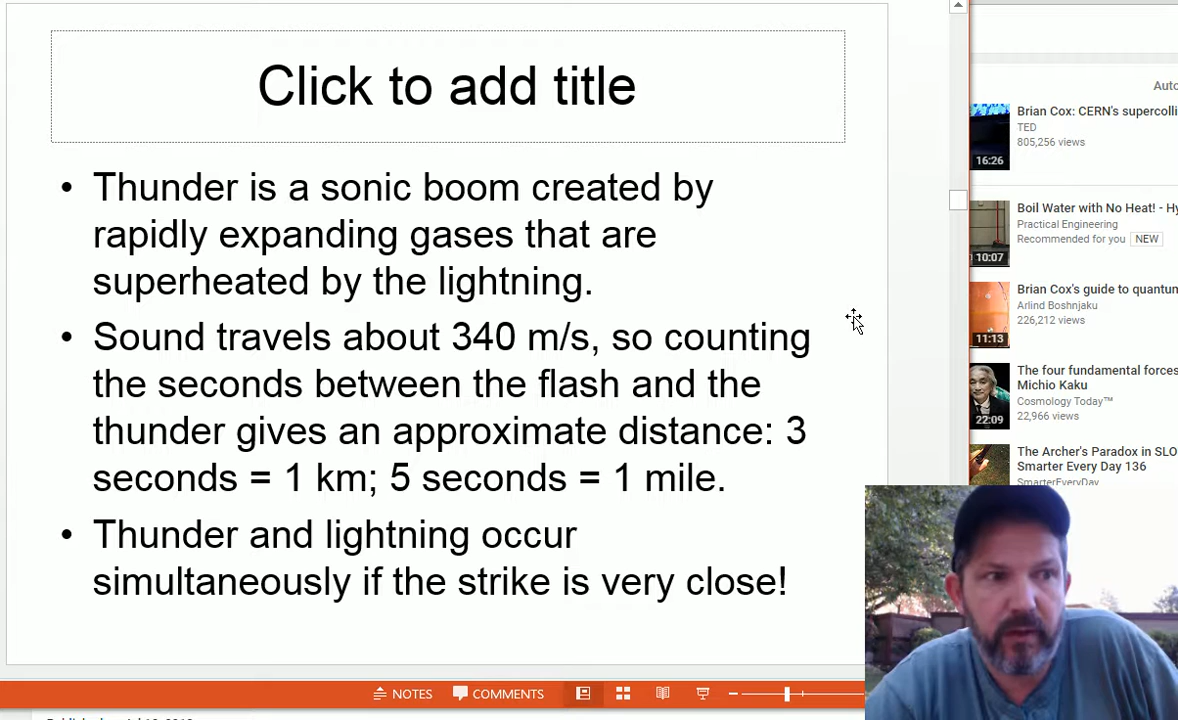 Click to add title
• Thunder is a sonic boom created by
rapidly expanding gases that are
superheated by the lightning.
• Sound travels about 340 m/s, so counting
the seconds between the flash and the
thunder gives an approximate distance: 3
seconds = 1 km; 5 seconds = 1 mile.
• Thunder and lightning occur
simultaneously if the strike is very close!
NOTES
COMMENTS
Brian Cox: CERN's
TED
805,256 views
16:26
Boil Water with No Heat! -
Practical Engineering
Recommended for you NEW
10:07
Brian Cox's guide to
Arlind Boshnjaku
226,212 views
11:13
The four fundamental forces
Michio Kaku
Cosmology Today™
22,966 views
22:09
The Archer's Paradox in
Smarter Every Day 136
SmarterEveryDay